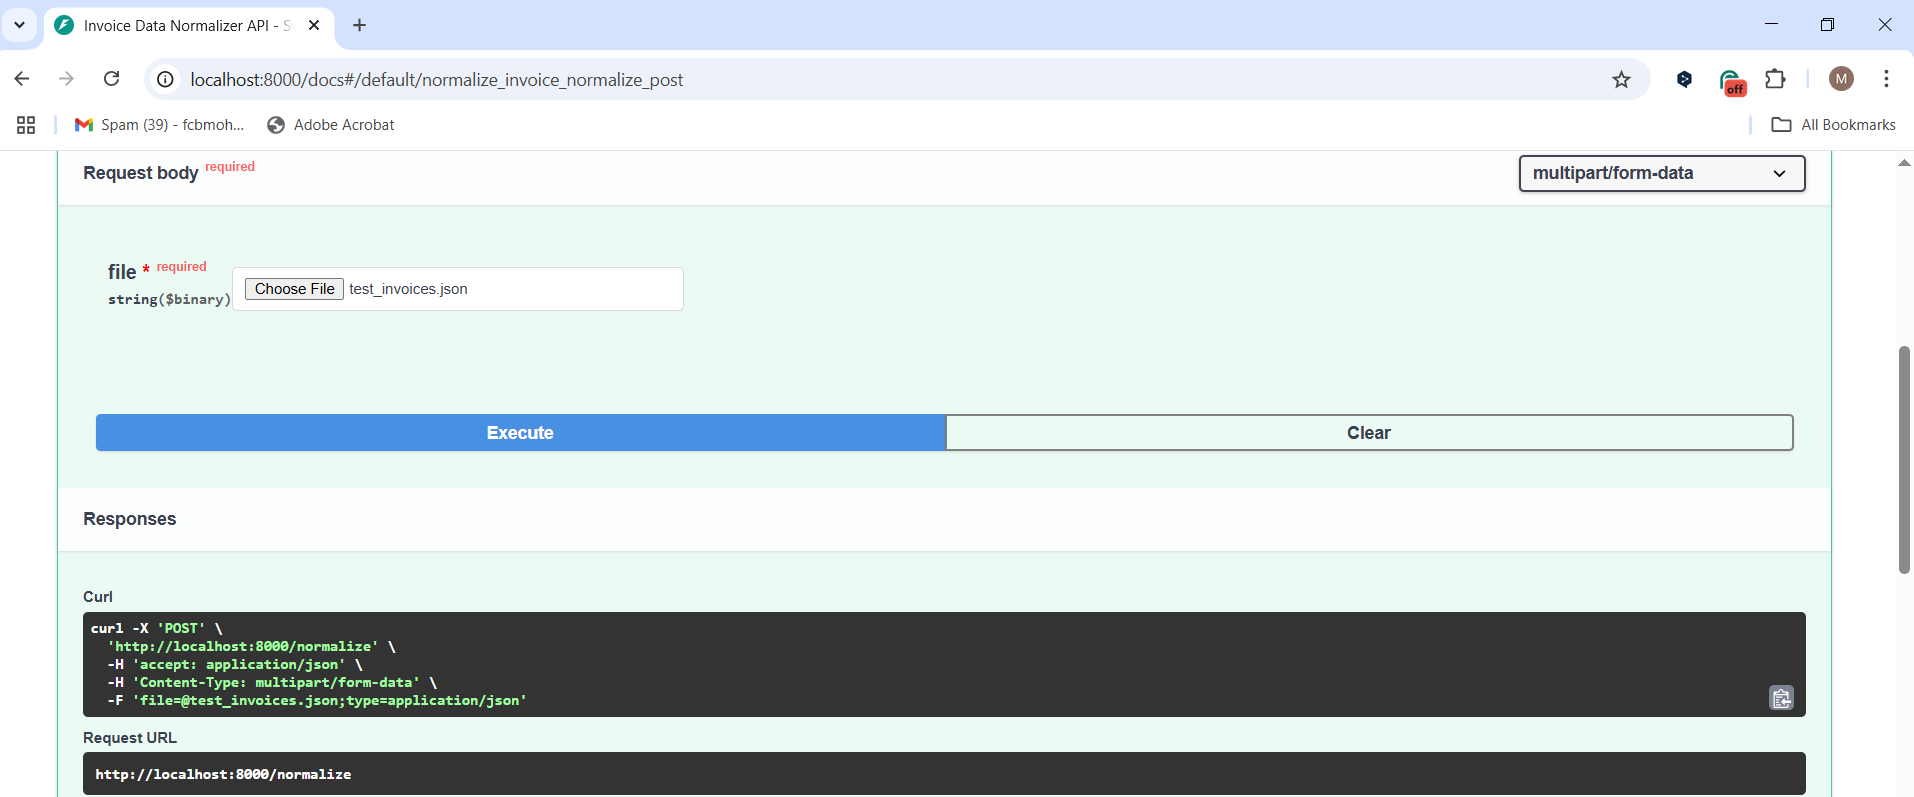 Invoice Data Normalizer API - S
localhost:8000/docs#/default/normalize_invoice_normalize_post
off
M
Spam (39) - fcbmoh...
Adobe Acrobat
All Bookmarks
Request body required
multipart/form-data
file * required
string($binary)
Choose File test_invoices.json
Execute
Clear
Responses
Curl
curl -X 'POST' \
'http://localhost:8000/normalize' \
-H 'accept: application/json' \
-H 'Content-Type: multipart/form-data' \
-F 'file=@test_invoices.json;type=application/json'
Request URL
http://localhost:8000/normalize